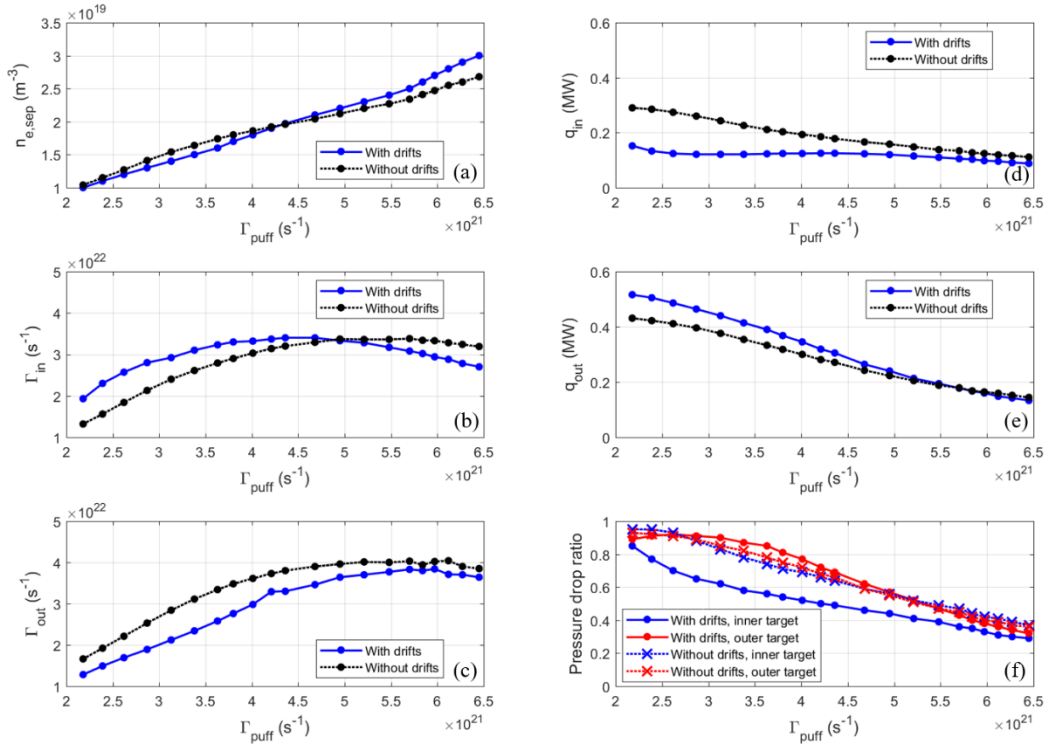 ×10^19
3.5
3
2.5
2
1.5
1
n_e,sep (m^-3)
With drifts
Without drifts
(a)
2 2.5 3 3.5 4 4.5 5 5.5 6 6.5
Γ_puff (s^-1)
×10^21
0.6
0.4
0.2
0
q_in (MW)
With drifts
Without drifts
(d)
2 2.5 3 3.5 4 4.5 5 5.5 6 6.5
Γ_puff (s^-1)
×10^21
×10^22
5
4
3
2
1
Γ_in (s^-1)
With drifts
Without drifts
(b)
2 2.5 3 3.5 4 4.5 5 5.5 6 6.5
Γ_puff (s^-1)
×10^21
0.6
0.4
0.2
0
q_out (MW)
With drifts
Without drifts
(e)
2 2.5 3 3.5 4 4.5 5 5.5 6 6.5
Γ_puff (s^-1)
×10^21
×10^22
5
4
3
2
1
Γ_out (s^-1)
With drifts
Without drifts
(c)
2 2.5 3 3.5 4 4.5 5 5.5 6 6.5
Γ_puff (s^-1)
×10^21
1
0.8
0.6
0.4
0.2
0
Pressure drop ratio
With drifts, inner target
With drifts, outer target
Without drifts, inner target
Without drifts, outer target
(f)
2 2.5 3 3.5 4 4.5 5 5.5 6 6.5
Γ_puff (s^-1)
×10^21